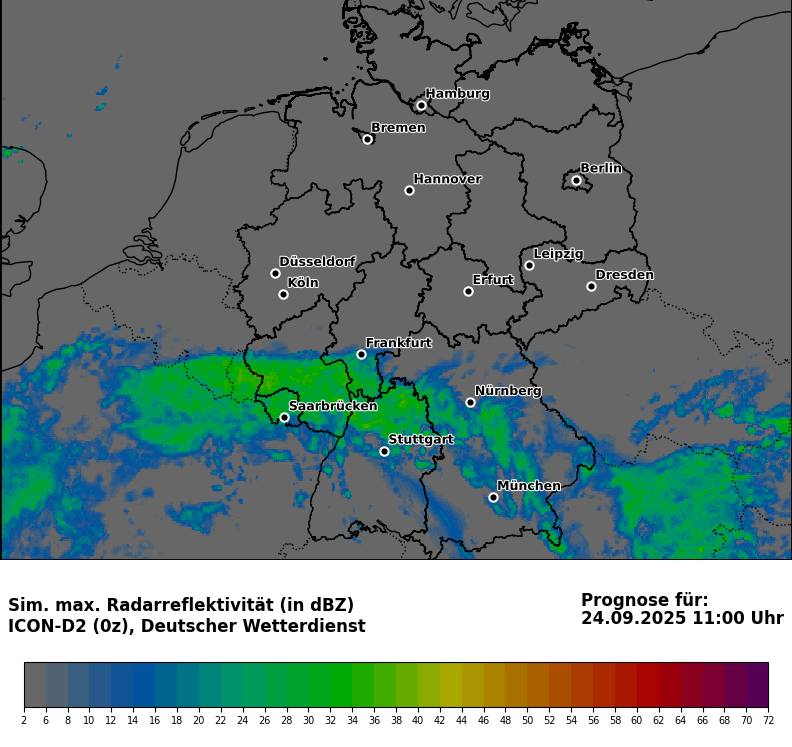 Hamburg
Bremen
Berlin
Hannover
Leipzig
Düsseldorf
Dresden
Köln
Erfurt
Frankfurt
Nürnberg
Saarbrücken
Stuttgart
München
Sim. max. Radarreflektivität (in dBZ)
ICON-D2 (0z), Deutscher Wetterdienst
Prognose für:
24.09.2025 11:00 Uhr
2 6 8 10 12 14 16 18 20 22 24 26 28 30 32 34 36 38 40 42 44 46 48 50 52 54 56 58 60 62 64 66 68 70 72